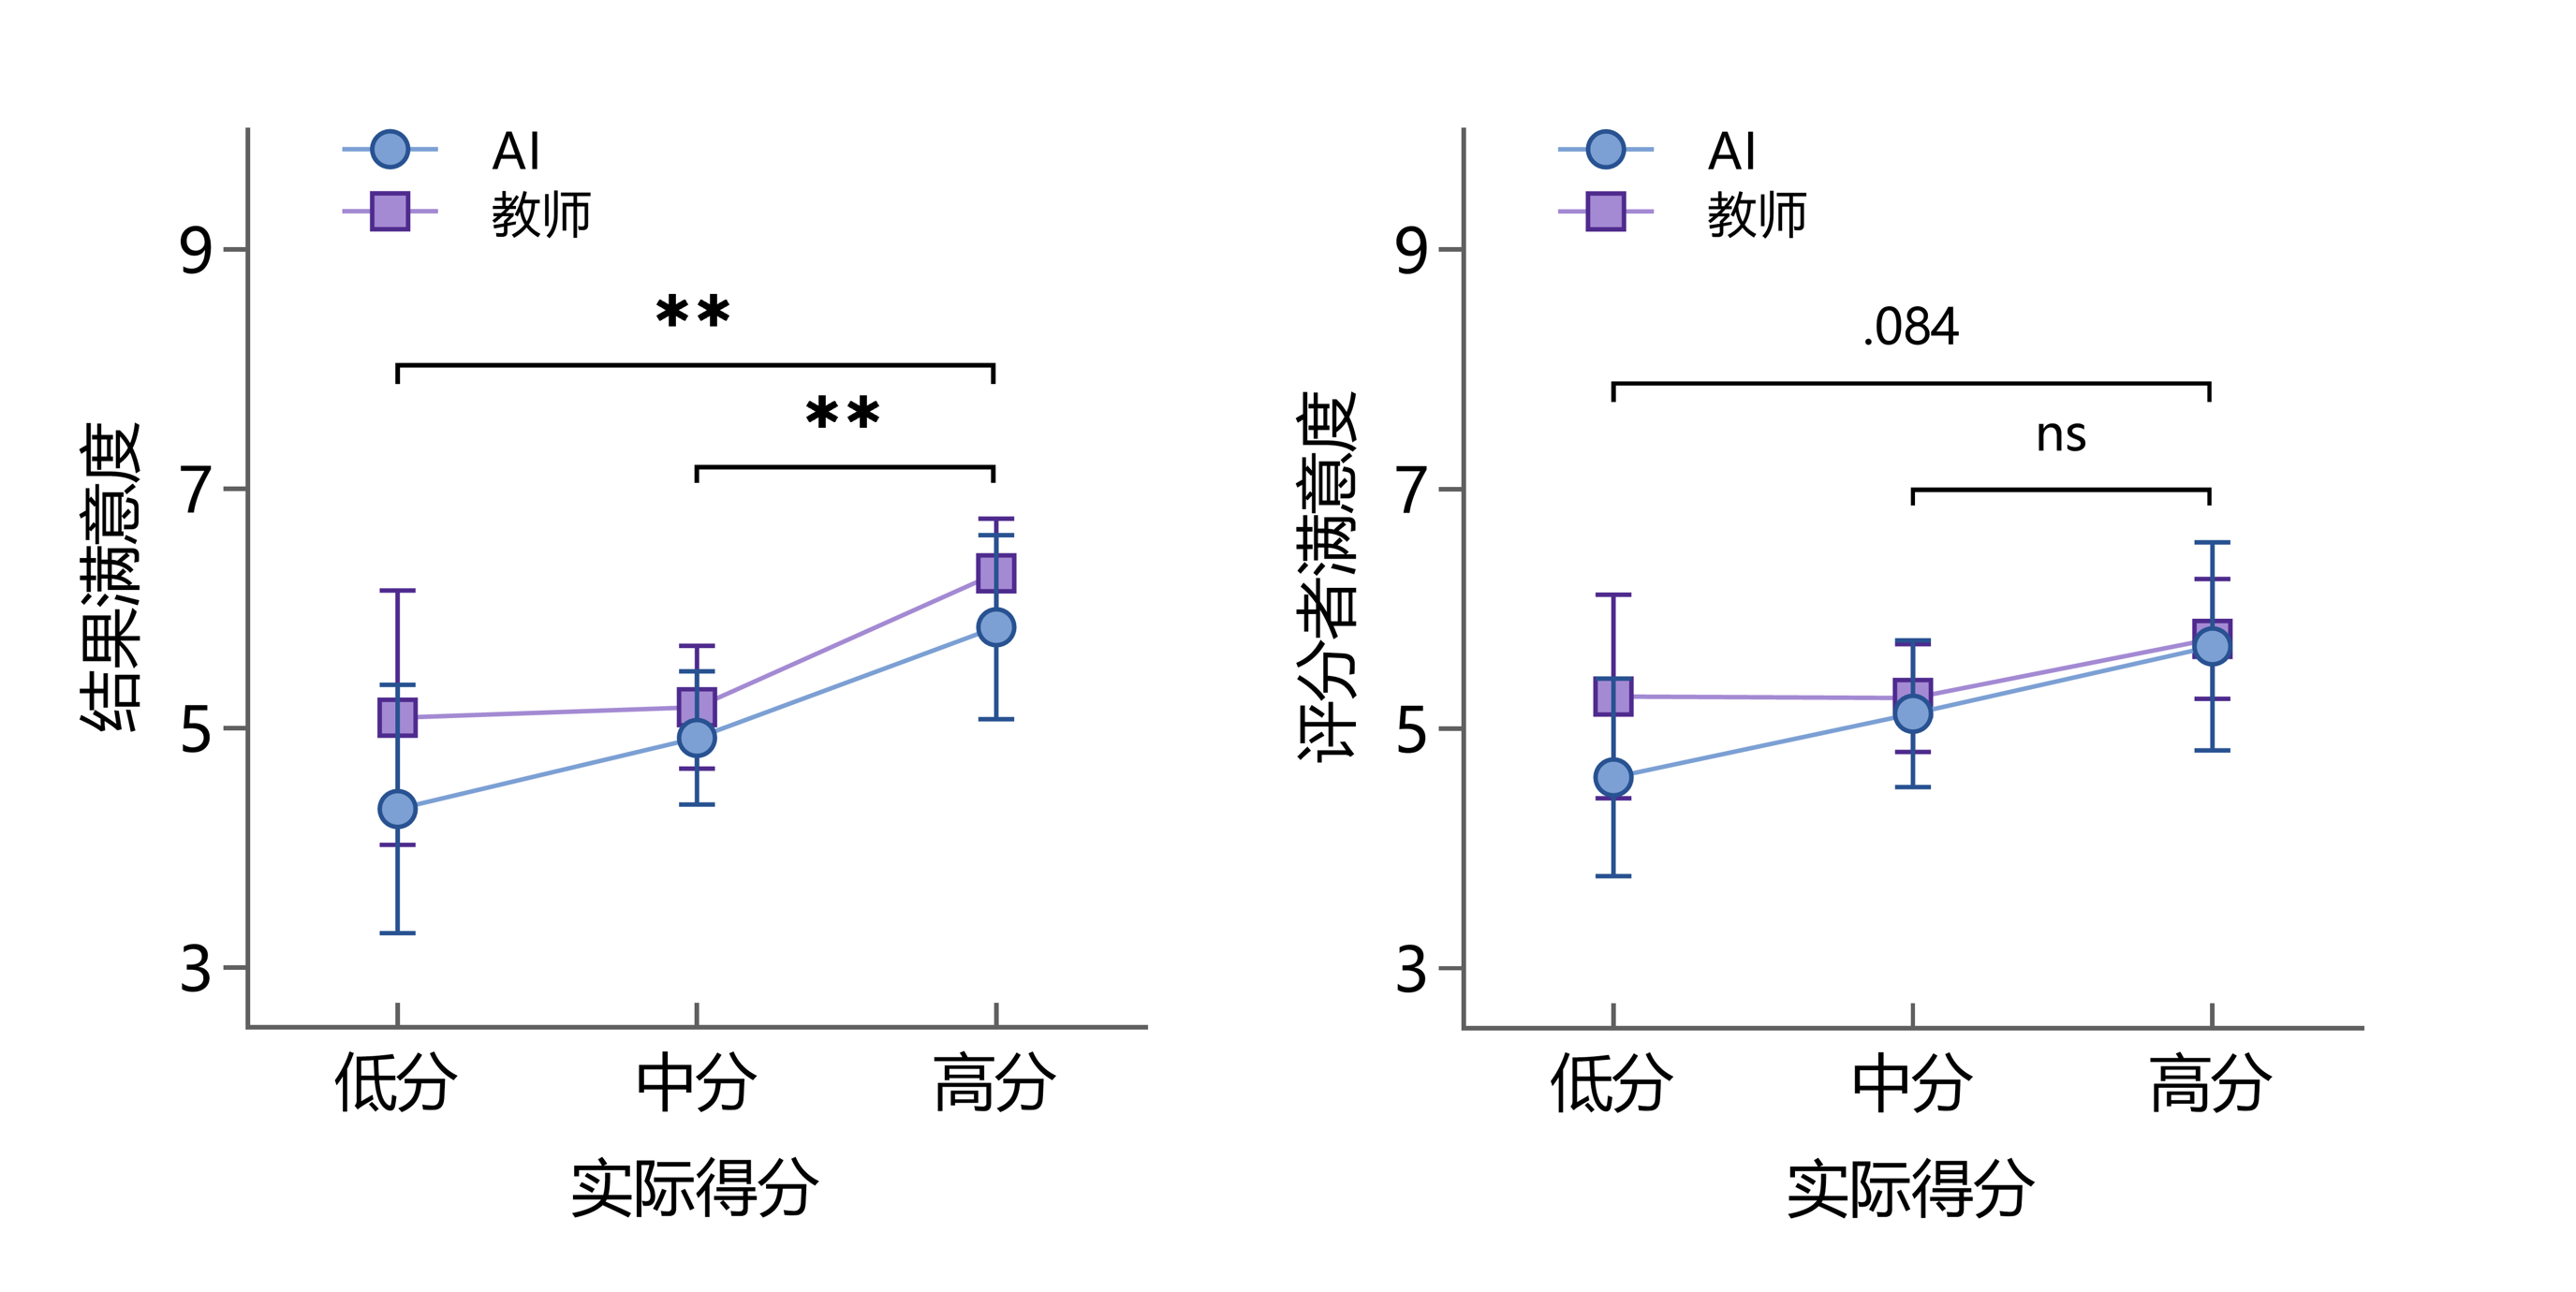 AI
教师
**
**
9
7
5
3
结果满意度
低分
中分
高分
实际得分
AI
教师
.084
ns
9
7
5
3
评分者满意度
低分
中分
高分
实际得分